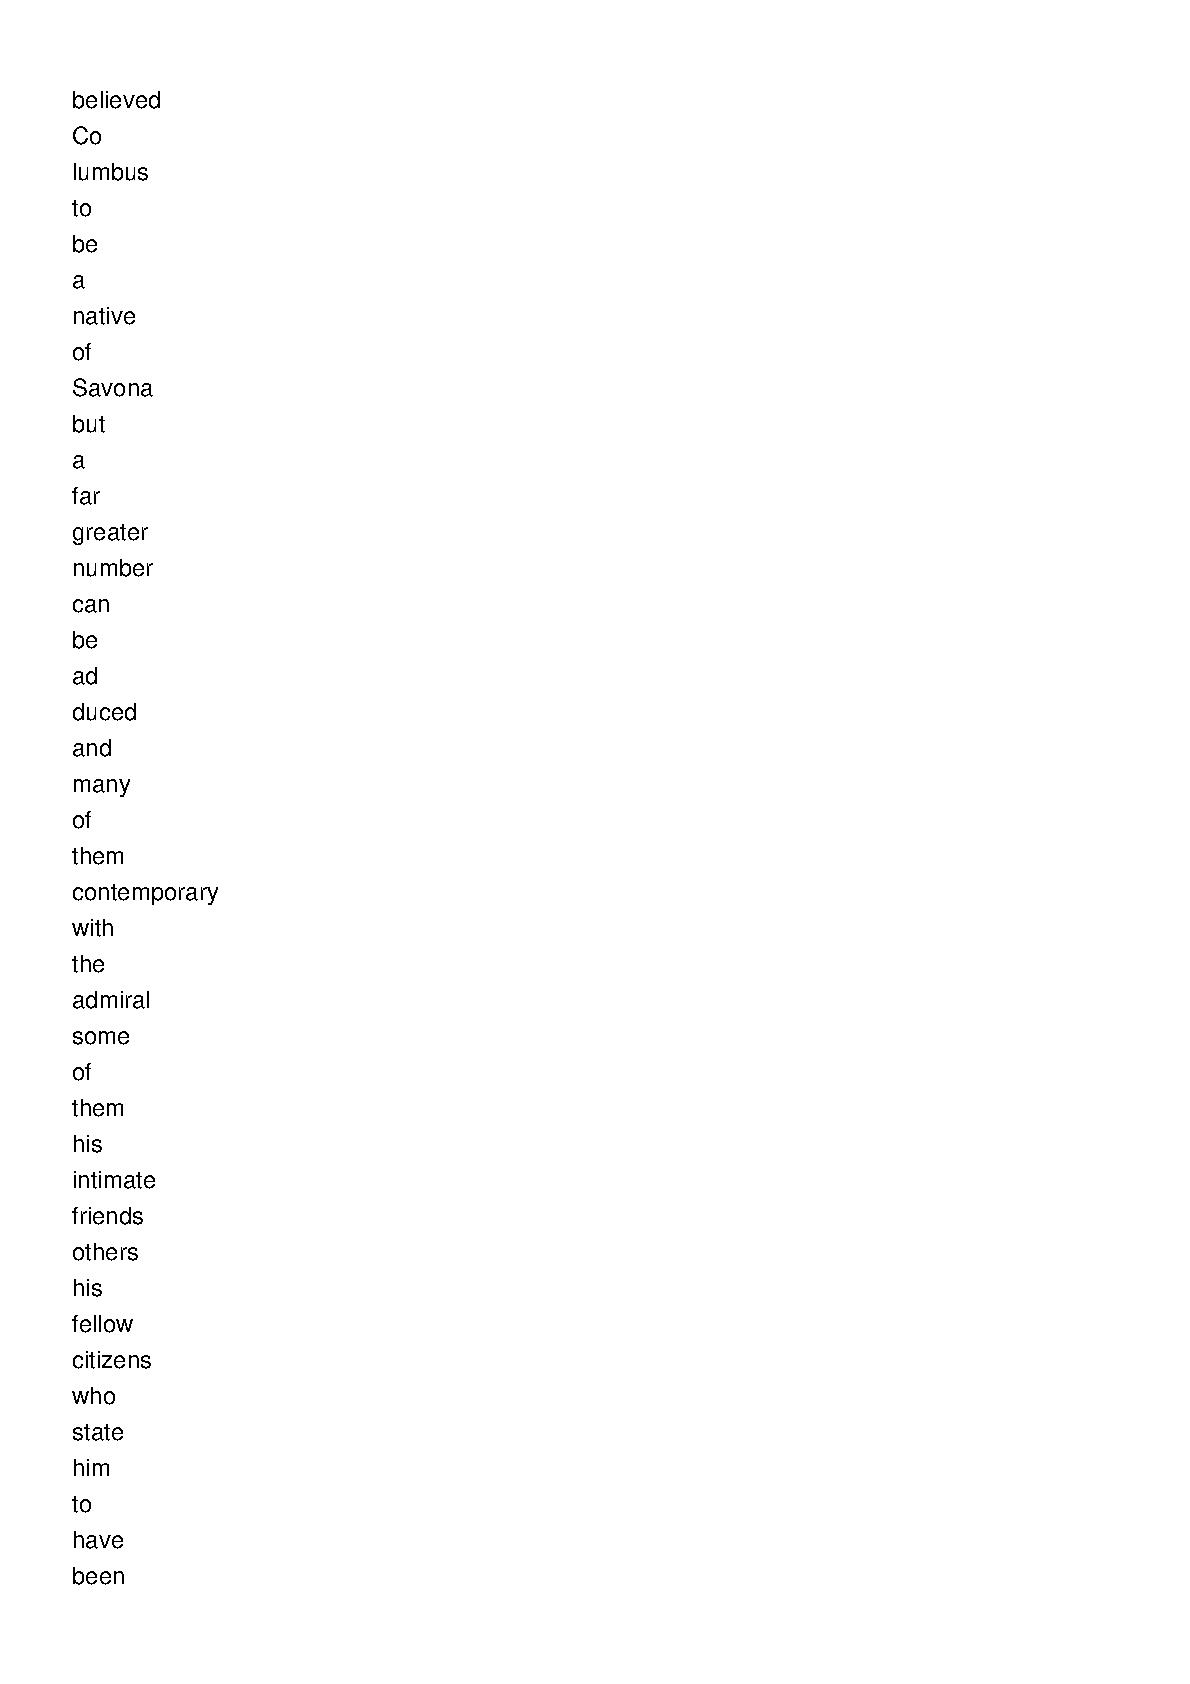 believed
Co
lumbus
to
be
a
native
of
Savona
but
a
far
greater
number
can
be
ad
duced
and
many
of
them
contemporary
with
the
admiral
some
of
them
his
intimate
friends
others
his
fellow
citizens
who
state
him
to
have
been